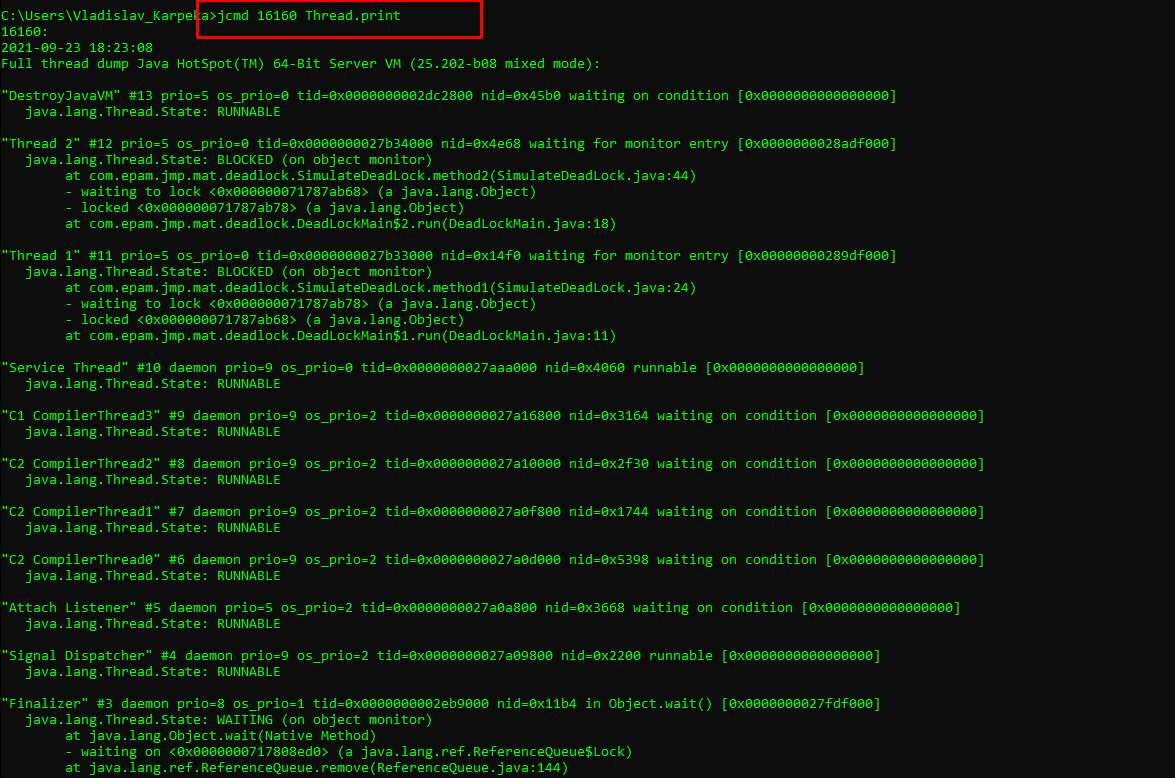 C:\Users\Vladislav_Karpeka>jcmd 16160 Thread.print
16160:
2021-09-23 18:23:08
Full thread dump Java HotSpot(TM) 64-Bit Server VM (25.202-b08 mixed mode):

"DestroyJavaVM" #13 prio=5 os_prio=0 tid=0x0000000002dc2800 nid=0x45b0 waiting on condition [0x0000000000000000]
   java.lang.Thread.State: RUNNABLE

"Thread 2" #12 prio=5 os_prio=0 tid=0x0000000027b34000 nid=0x4e68 waiting for monitor entry [0x0000000028adf000]
   java.lang.Thread.State: BLOCKED (on object monitor)
        at com.epam.jmp.mat.deadlock.SimulateDeadLock.method2(SimulateDeadLock.java:44)
        - waiting to lock <0x000000071787ab68> (a java.lang.Object)
        - locked <0x000000071787ab78> (a java.lang.Object)
        at com.epam.jmp.mat.deadlock.DeadLockMain$2.run(DeadLockMain.java:18)

"Thread 1" #11 prio=5 os_prio=0 tid=0x0000000027b33000 nid=0x14f0 waiting for monitor entry [0x00000000289df000]
   java.lang.Thread.State: BLOCKED (on object monitor)
        at com.epam.jmp.mat.deadlock.SimulateDeadLock.method1(SimulateDeadLock.java:24)
        - waiting to lock <0x000000071787ab78> (a java.lang.Object)
        - locked <0x000000071787ab68> (a java.lang.Object)
        at com.epam.jmp.mat.deadlock.DeadLockMain$1.run(DeadLockMain.java:11)

"Service Thread" #10 daemon prio=9 os_prio=0 tid=0x0000000027aaa000 nid=0x4060 runnable [0x0000000000000000]
   java.lang.Thread.State: RUNNABLE

"C1 CompilerThread3" #9 daemon prio=9 os_prio=2 tid=0x0000000027a16800 nid=0x3164 waiting on condition [0x0000000000000000]
   java.lang.Thread.State: RUNNABLE

"C2 CompilerThread2" #8 daemon prio=9 os_prio=2 tid=0x0000000027a10000 nid=0x2f30 waiting on condition [0x0000000000000000]
   java.lang.Thread.State: RUNNABLE

"C2 CompilerThread1" #7 daemon prio=9 os_prio=2 tid=0x0000000027a0f800 nid=0x1744 waiting on condition [0x0000000000000000]
   java.lang.Thread.State: RUNNABLE

"C2 CompilerThread0" #6 daemon prio=9 os_prio=2 tid=0x0000000027a0d000 nid=0x5398 waiting on condition [0x0000000000000000]
   java.lang.Thread.State: RUNNABLE

"Attach Listener" #5 daemon prio=5 os_prio=2 tid=0x0000000027a0a800 nid=0x3668 waiting on condition [0x0000000000000000]
   java.lang.Thread.State: RUNNABLE

"Signal Dispatcher" #4 daemon prio=9 os_prio=2 tid=0x0000000027a09800 nid=0x2200 runnable [0x0000000000000000]
   java.lang.Thread.State: RUNNABLE

"Finalizer" #3 daemon prio=8 os_prio=1 tid=0x0000000002eb9000 nid=0x11b4 in Object.wait() [0x0000000027fdf000]
   java.lang.Thread.State: WAITING (on object monitor)
        at java.lang.Object.wait(Native Method)
        - waiting on <0x0000000717808ed0> (a java.lang.ref.ReferenceQueue$Lock)
        at java.lang.ref.ReferenceQueue.remove(ReferenceQueue.java:144)